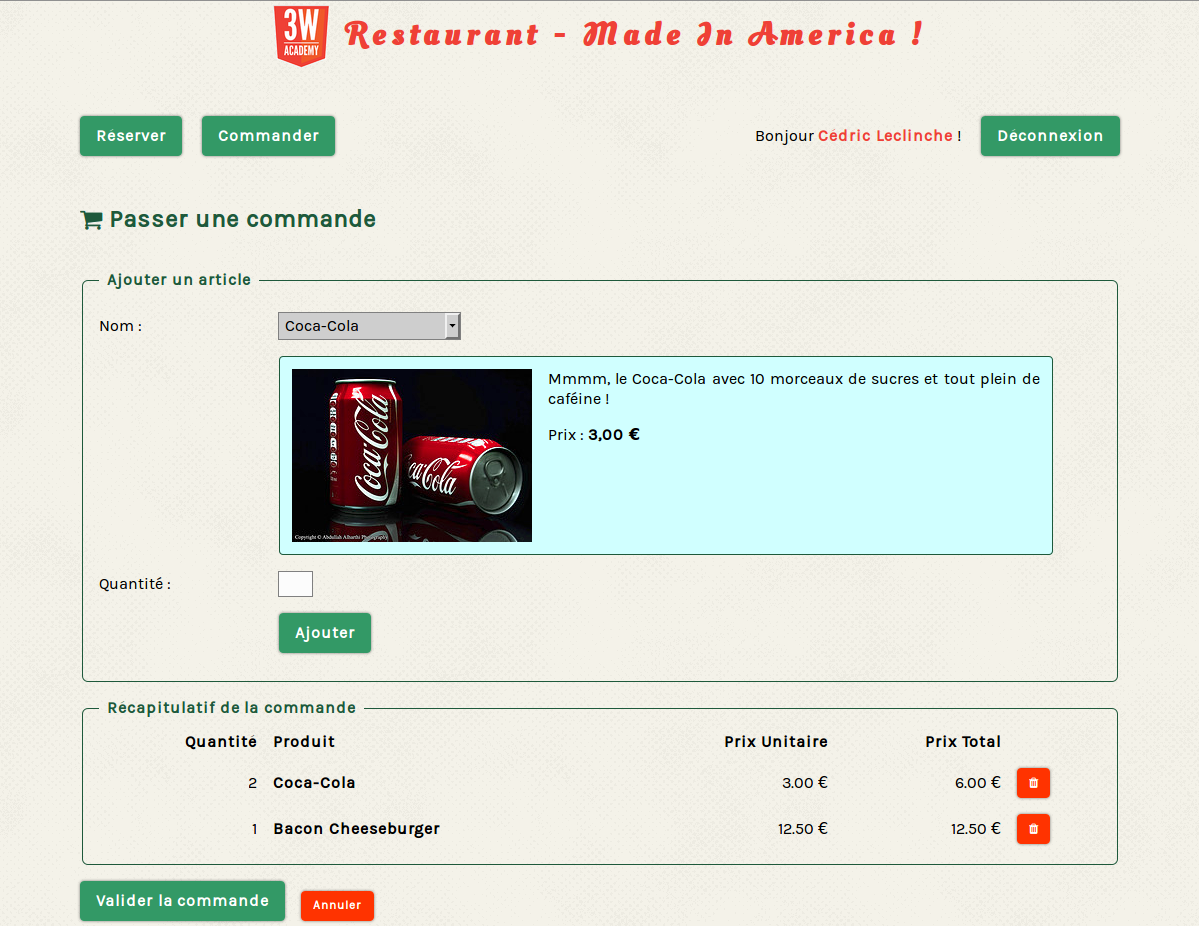 3W
ACADEMY
Restaurant - Made In America !
Réserver
Commander
Bonjour Cédric Leclinche !
Déconnexion
Passer une commande
Ajouter un article
Nom :
Coca-Cola
Coca-Cola
Coca-Cola
Copyright © Abdullah Alharthi Photography
Mmmm, le Coca-Cola avec 10 morceaux de sucres et tout plein de
caféine !
Prix : 3,00 €
Quantité :
Ajouter
Récapitulatif de la commande
Quantité Produit Prix Unitaire Prix Total
2 Coca-Cola 3.00 € 6.00 €
1 Bacon Cheeseburger 12.50 € 12.50 €
Valider la commande
Annuler